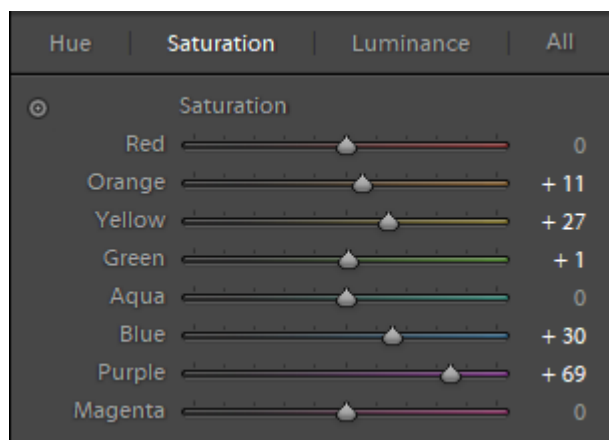 Hue | Saturation | Luminance | All
Saturation
Red 0
Orange + 11
Yellow + 27
Green + 1
Aqua 0
Blue + 30
Purple + 69
Magenta 0